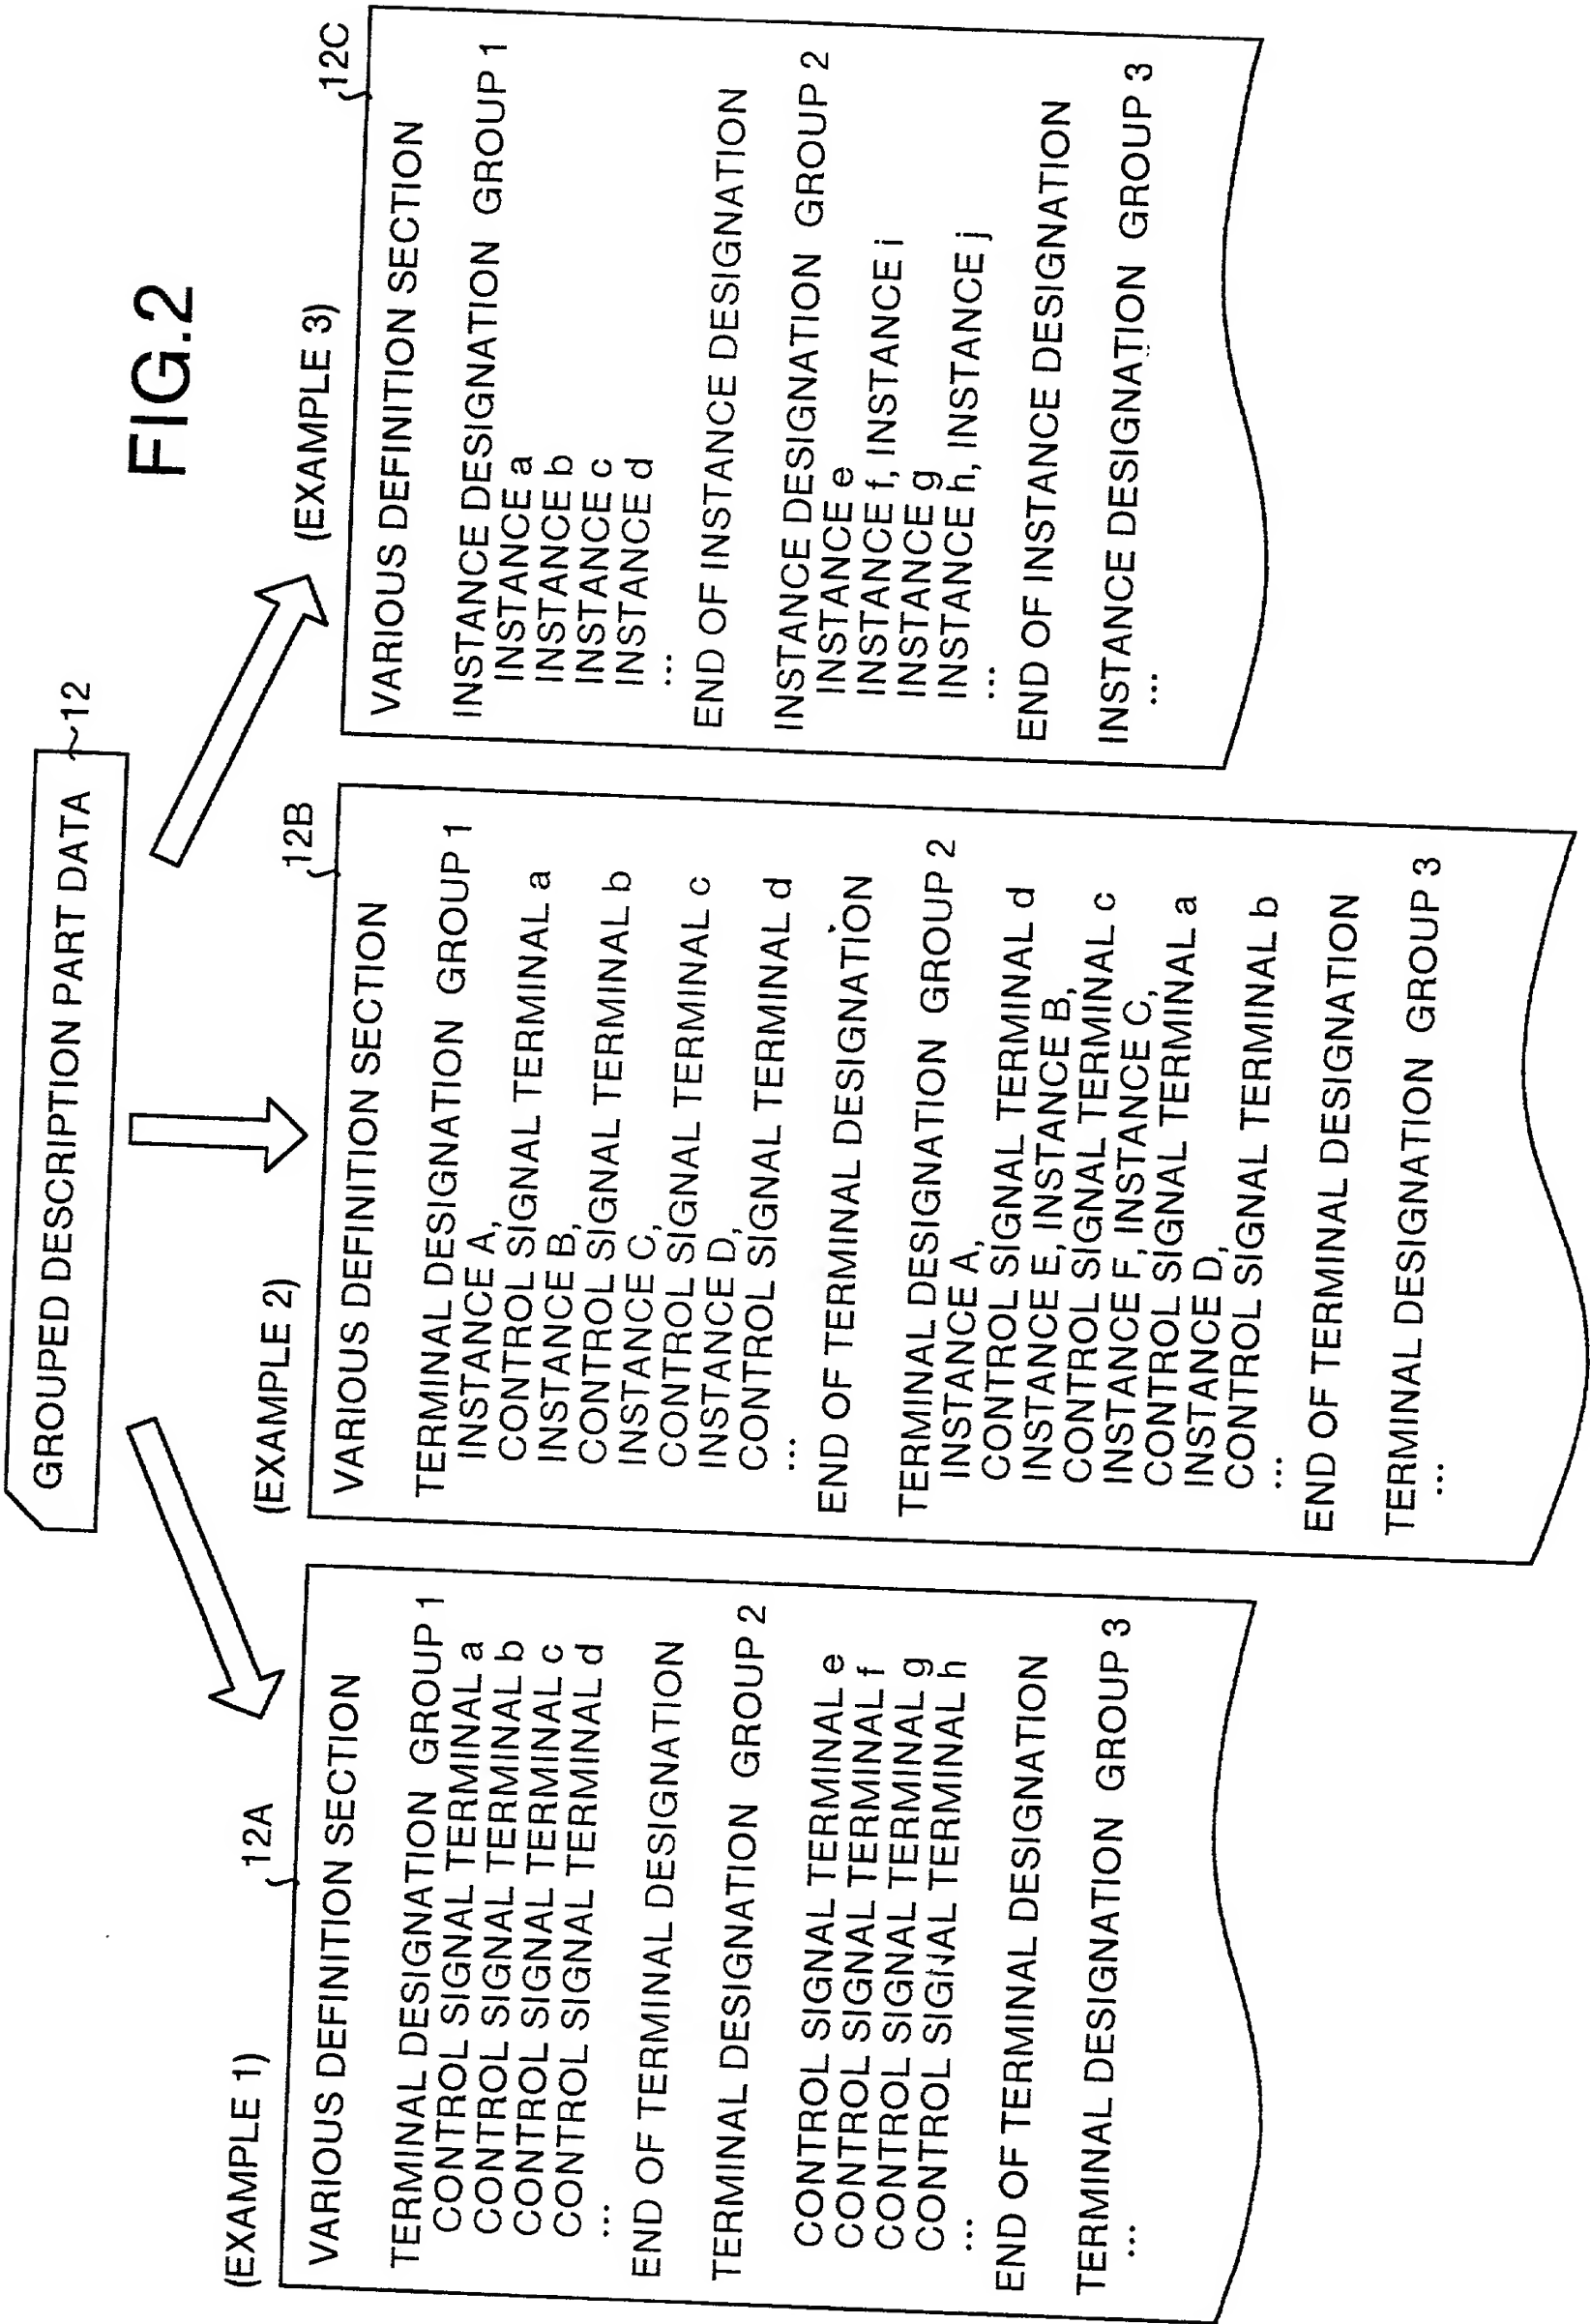 FIG.2
GROUPED DESCRIPTION PART DATA
12
(EXAMPLE 1)
12A
VARIOUS DEFINITION SECTION
TERMINAL DESIGNATION GROUP 1
CONTROL SIGNAL TERMINAL a
CONTROL SIGNAL TERMINAL b
CONTROL SIGNAL TERMINAL c
CONTROL SIGNAL TERMINAL d
...
END OF TERMINAL DESIGNATION
TERMINAL DESIGNATION GROUP 2
CONTROL SIGNAL TERMINAL e
CONTROL SIGNAL TERMINAL f
CONTROL SIGNAL TERMINAL g
CONTROL SIGNAL TERMINAL h
...
END OF TERMINAL DESIGNATION
TERMINAL DESIGNATION GROUP 3
...
(EXAMPLE 2)
12B
VARIOUS DEFINITION SECTION
TERMINAL DESIGNATION GROUP 1
INSTANCE A,
CONTROL SIGNAL TERMINAL a
INSTANCE B,
CONTROL SIGNAL TERMINAL b
INSTANCE C,
CONTROL SIGNAL TERMINAL c
INSTANCE D,
CONTROL SIGNAL TERMINAL d
...
END OF TERMINAL DESIGNATION
TERMINAL DESIGNATION GROUP 2
INSTANCE A,
CONTROL SIGNAL TERMINAL d
INSTANCE E, INSTANCE B,
CONTROL SIGNAL TERMINAL c
INSTANCE F, INSTANCE C,
CONTROL SIGNAL TERMINAL a
INSTANCE D,
CONTROL SIGNAL TERMINAL b
...
END OF TERMINAL DESIGNATION
TERMINAL DESIGNATION GROUP 3
...
(EXAMPLE 3)
12C
VARIOUS DEFINITION SECTION
INSTANCE DESIGNATION GROUP 1
INSTANCE a
INSTANCE b
INSTANCE c
INSTANCE d
...
END OF INSTANCE DESIGNATION
INSTANCE DESIGNATION GROUP 2
INSTANCE e
INSTANCE f, INSTANCE i
INSTANCE g
INSTANCE h, INSTANCE j
...
END OF INSTANCE DESIGNATION
INSTANCE DESIGNATION GROUP 3
...